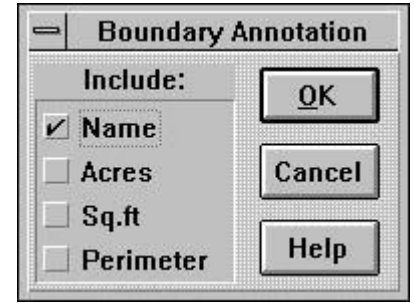 Boundary Annotation
Include:
Name
Acres
Sq.ft
Perimeter
OK
Cancel
Help